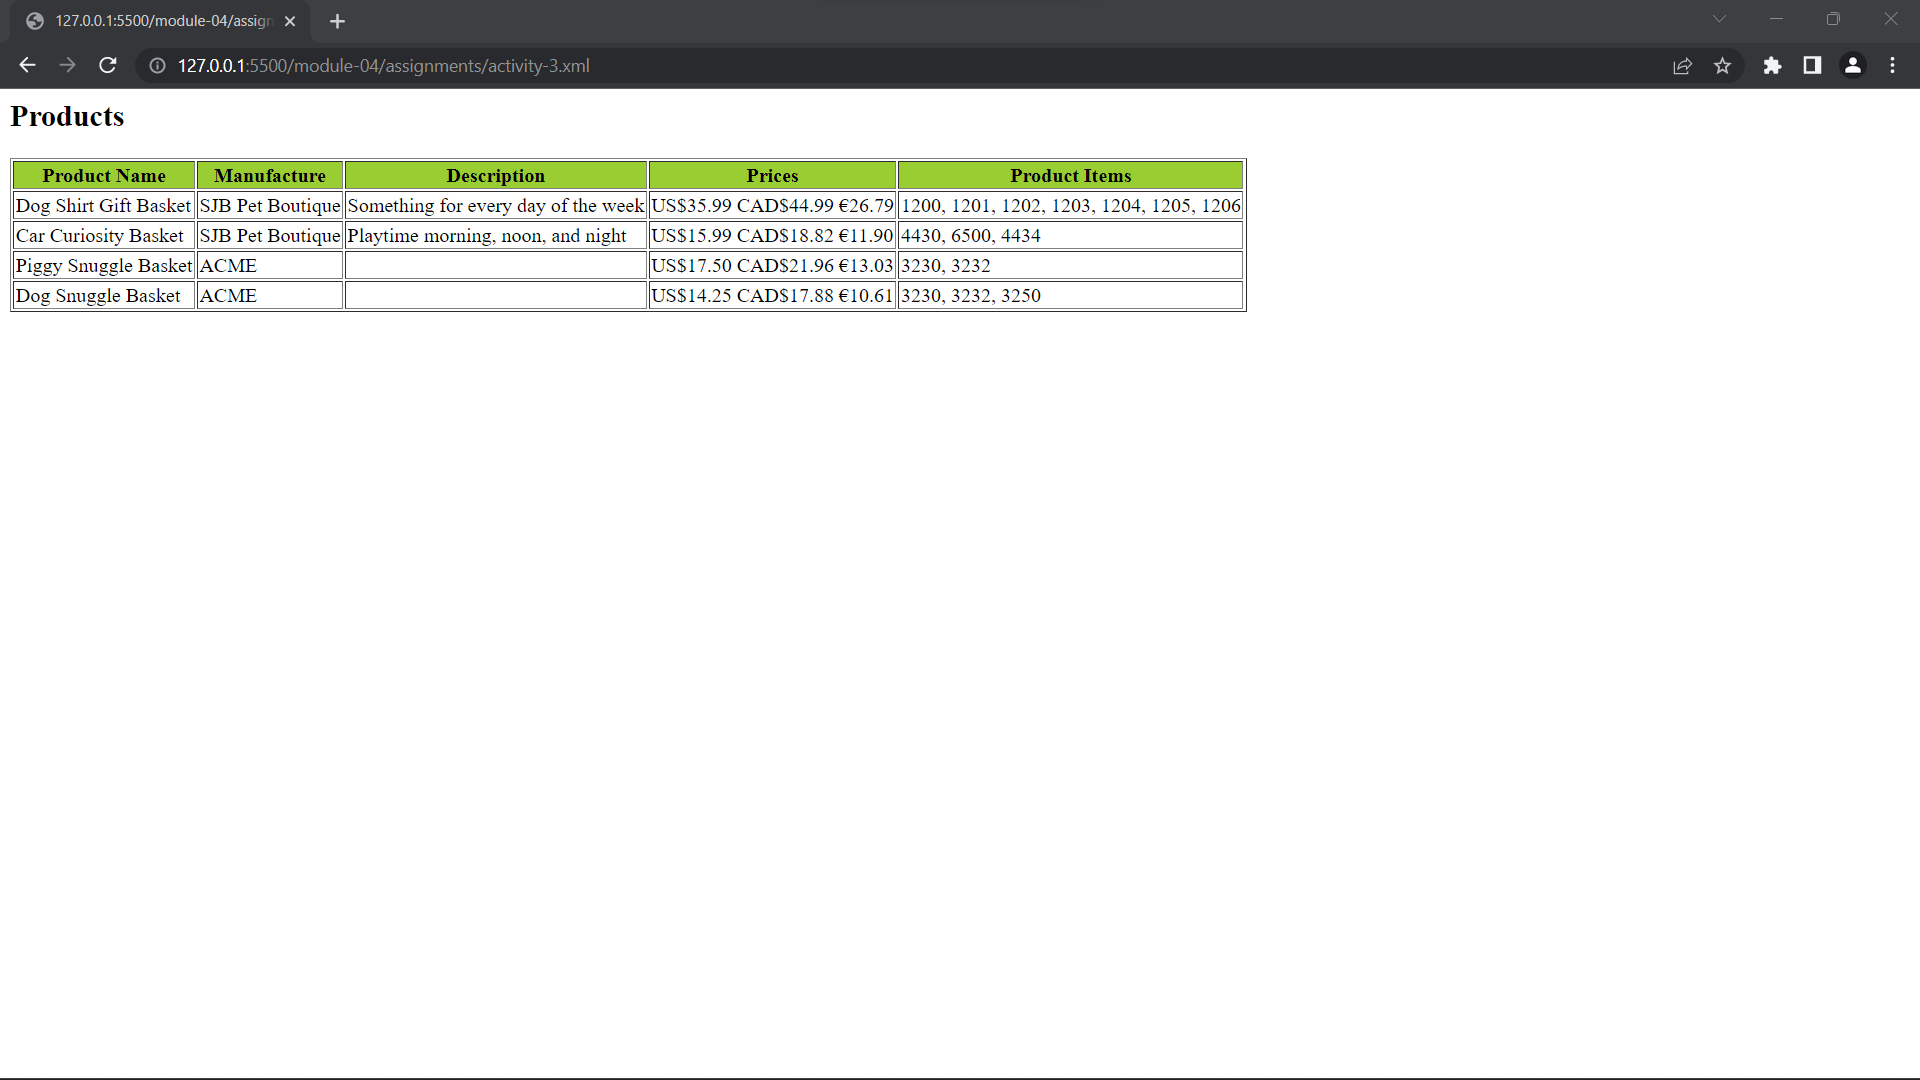 127.0.0.1:5500/module-04/assign
127.0.0.1:5500/module-04/assignments/activity-3.xml
Products
Product Name Manufacture Description Prices Product Items
Dog Shirt Gift Basket SJB Pet Boutique Something for every day of the week US$35.99 CAD$44.99 €26.79 1200, 1201, 1202, 1203, 1204, 1205, 1206
Car Curiosity Basket SJB Pet Boutique Playtime morning, noon, and night US$15.99 CAD$18.82 €11.90 4430, 6500, 4434
Piggy Snuggle Basket ACME US$17.50 CAD$21.96 €13.03 3230, 3232
Dog Snuggle Basket ACME US$14.25 CAD$17.88 €10.61 3230, 3232, 3250